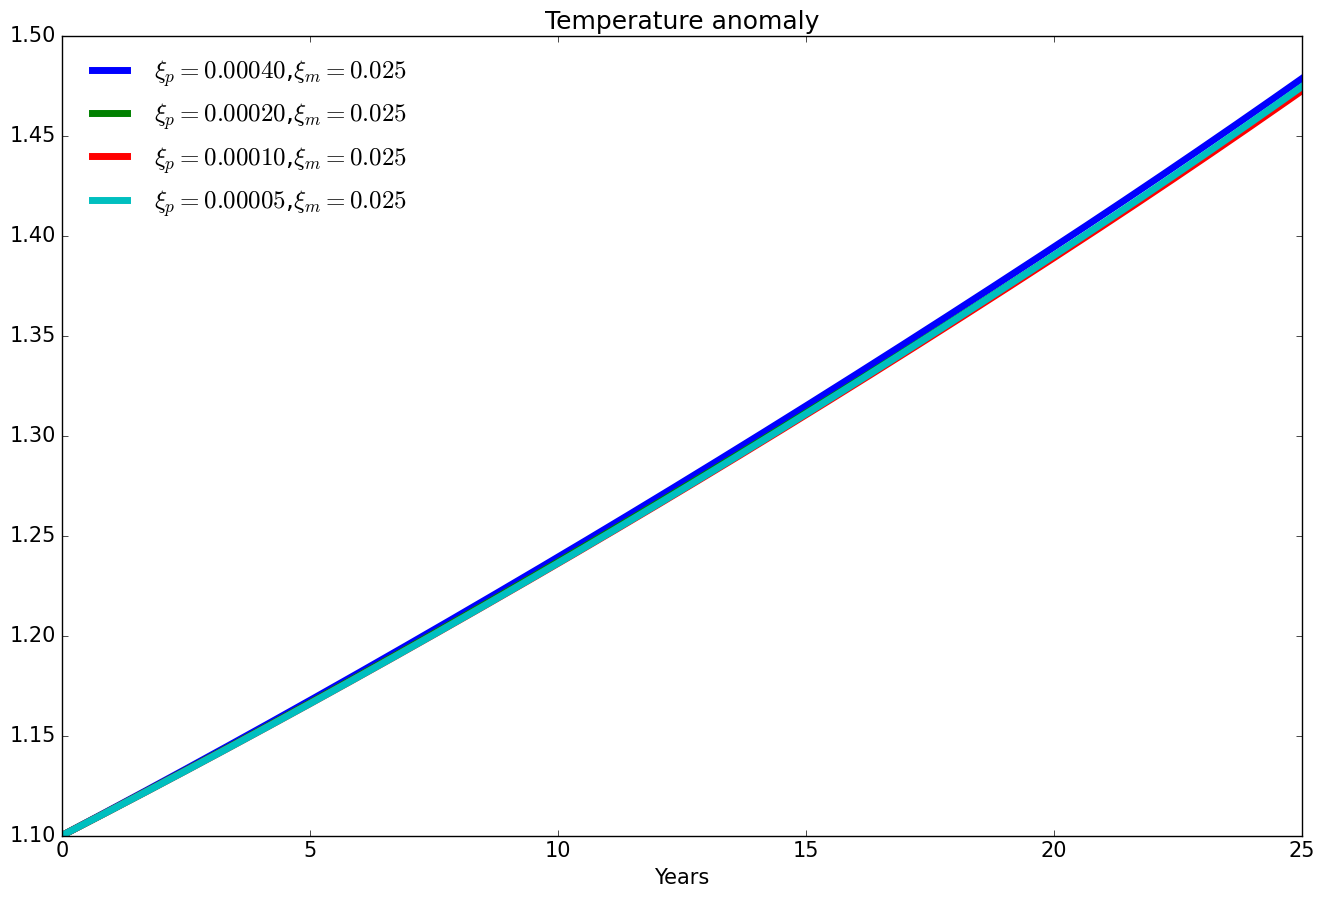 Temperature anomaly
1.50
1.45
1.40
1.35
1.30
1.25
1.20
1.15
1.10
ξp = 0.00040,ξm = 0.025
ξp = 0.00020,ξm = 0.025
ξp = 0.00010,ξm = 0.025
ξp = 0.00005,ξm = 0.025
0 5 10 15 20 25
Years